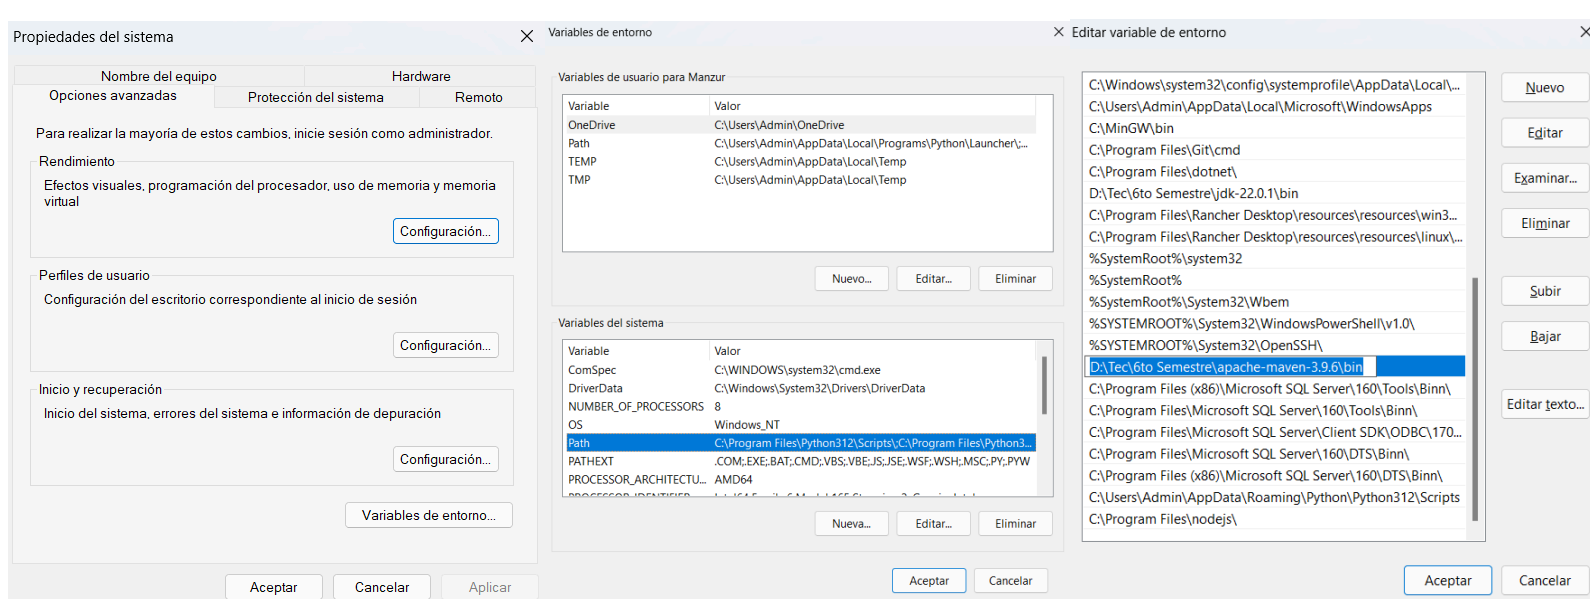 Propiedades del sistema
Nombre del equipo
Hardware
Opciones avanzadas
Protección del sistema
Remoto
Para realizar la mayoría de estos cambios, inicie sesión como administrador.
Rendimiento
Efectos visuales, programación del procesador, uso de memoria y memoria
virtual
Configuración...
Perfiles de usuario
Configuración del escritorio correspondiente al inicio de sesión
Configuración...
Inicio y recuperación
Inicio del sistema, errores del sistema e información de depuración
Configuración...
Variables de entorno...
Aceptar
Cancelar
Aplicar
Variables de entorno
Variables de usuario para Manzur
Variable Valor
OneDrive C:\Users\Admin\OneDrive
Path C:\Users\Admin\AppData\Local\Programs\Python\Launcher\;...
TEMP C:\Users\Admin\AppData\Local\Temp
TMP C:\Users\Admin\AppData\Local\Temp
Nuevo...
Editar...
Eliminar
Variables del sistema
Variable Valor
ComSpec C:\WINDOWS\system32\cmd.exe
DriverData C:\Windows\System32\Drivers\DriverData
NUMBER_OF_PROCESSORS 8
OS Windows_NT
Path C:\Program Files\Python312\Scripts\;C:\Program Files\Python3...
PATHEXT .COM;.EXE;.BAT;.CMD;.VBS;.VBE;.JS;.JSE;.WSF;.WSH;.MSC;.PY;.PYW
PROCESSOR_ARCHITECTU... AMD64
PROCESSOR_IDENTIFIER
Nueva...
Editar...
Eliminar
Aceptar
Cancelar
Editar variable de entorno
C:\Windows\system32\config\systemprofile\AppData\Local\...
C:\Users\Admin\AppData\Local\Microsoft\WindowsApps
C:\MinGW\bin
C:\Program Files\Git\cmd
C:\Program Files\dotnet\
D:\Tec\6to Semestre\jdk-22.0.1\bin
C:\Program Files\Rancher Desktop\resources\resources\win3...
C:\Program Files\Rancher Desktop\resources\resources\linux\...
%SystemRoot%\system32
%SystemRoot%
%SystemRoot%\System32\Wbem
%SYSTEMROOT%\System32\WindowsPowerShell\v1.0\
%SYSTEMROOT%\System32\OpenSSH\
D:\Tec\6to Semestre\apache-maven-3.9.6\bin
C:\Program Files (x86)\Microsoft SQL Server\160\Tools\Binn\
C:\Program Files\Microsoft SQL Server\160\Tools\Binn\
C:\Program Files\Microsoft SQL Server\Client SDK\ODBC\170...
C:\Program Files\Microsoft SQL Server\160\DTS\Binn\
C:\Program Files (x86)\Microsoft SQL Server\160\DTS\Binn\
C:\Users\Admin\AppData\Roaming\Python\Python312\Scripts
C:\Program Files\nodejs\
Nuevo
Editar
Examinar...
Eliminar
Subir
Bajar
Editar texto...
Aceptar
Cancelar